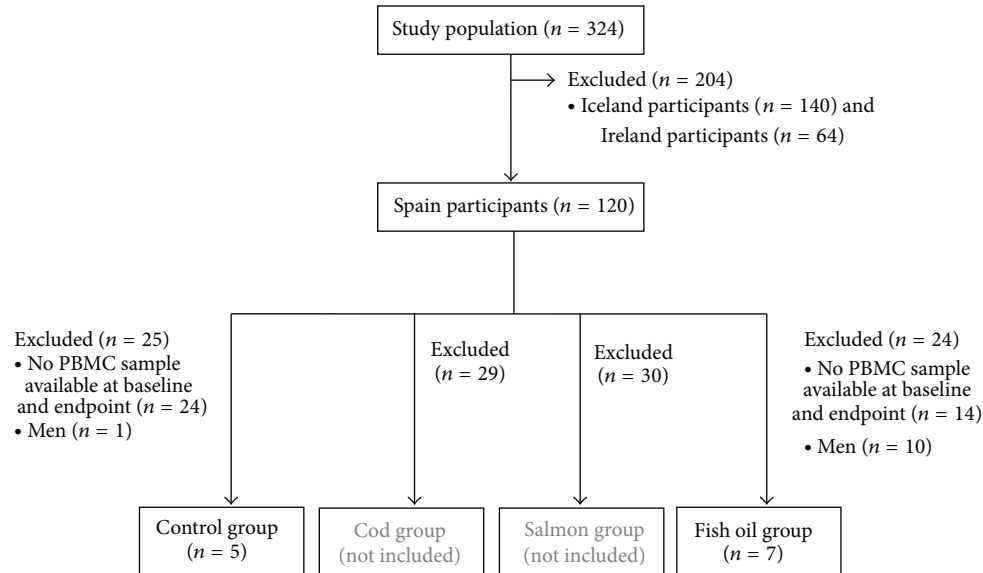 Study population (n = 324)
Excluded (n = 204)
• Iceland participants (n = 140) and
Ireland participants (n = 64)
Spain participants (n = 120)
Excluded (n = 25)
• No PBMC sample
available at baseline
and endpoint (n = 24)
• Men (n = 1)
Excluded
(n = 29)
Excluded
(n = 30)
Excluded (n = 24)
• No PBMC sample
available at baseline
and endpoint (n = 14)
• Men (n = 10)
Control group
(n = 5)
Cod group
(not included)
Salmon group
(not included)
Fish oil group
(n = 7)